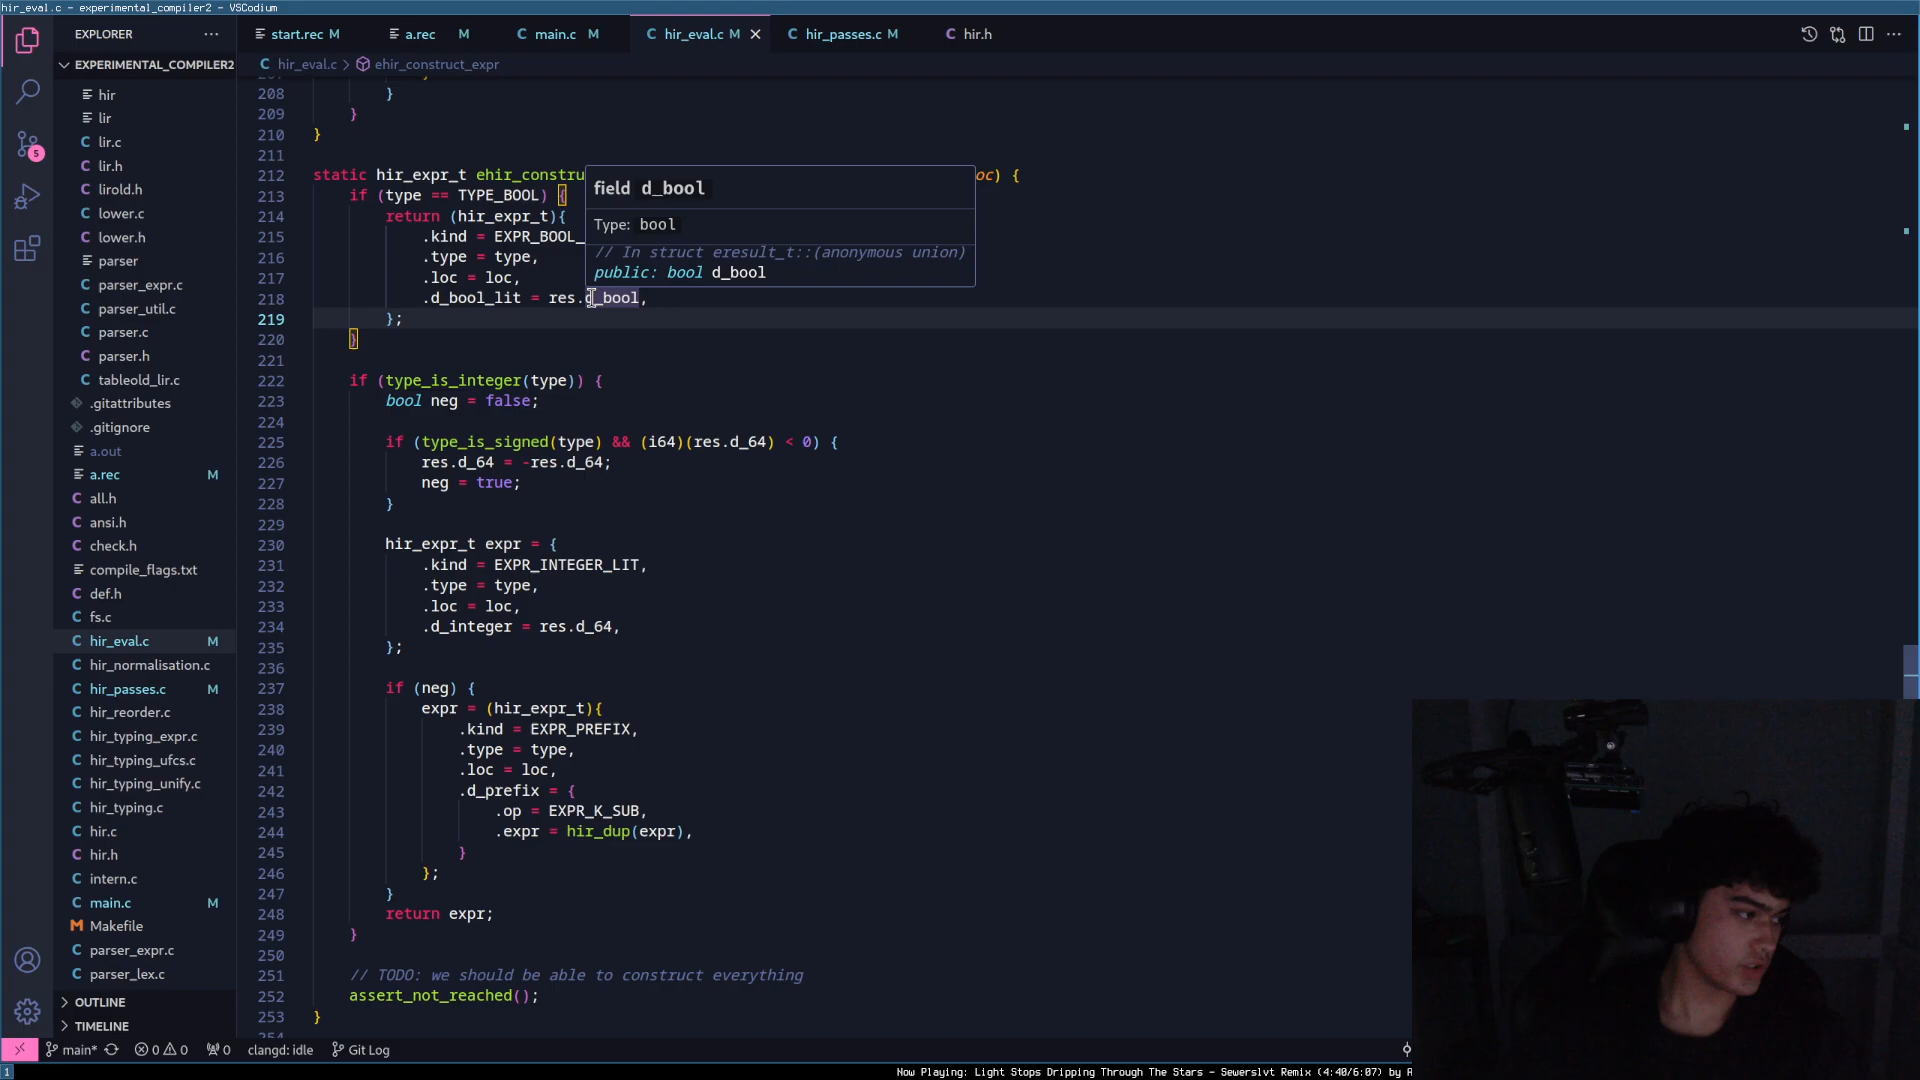 hir_eval.c - experimental_compiler2 - VSCodium
EXPLORER
start.rec M
a.rec M
main.c M
hir_eval.c M
hir_passes.c M
hir.h
EXPERIMENTAL_COMPILER2
hir_eval.c > ehir_construct_expr
hir
lir
lir.c
lir.h
lirold.h
lower.c
lower.h
parser
parser_expr.c
parser_util.c
parser.c
parser.h
tableold_lir.c
.gitattributes
.gitignore
a.out
a.rec M
all.h
ansi.h
check.h
compile_flags.txt
def.h
fs.c
hir_eval.c M
hir_normalisation.c
hir_passes.c M
hir_reorder.c
hir_typing_expr.c
hir_typing_ufcs.c
hir_typing_unify.c
hir_typing.c
hir.c
hir.h
intern.c
main.c M
Makefile
parser_expr.c
parser_lex.c
OUTLINE
TIMELINE
5
208 }
209 }
210 }
211
212 static hir_expr_t ehir_constru oc) {
213 if (type == TYPE_BOOL) {
214 return (hir_expr_t){
215 .kind = EXPR_BOOL_
216 .type = type,
217 .loc = loc,
218 .d_bool_lit = res.d_bool,
219 };
220 }
221
222 if (type_is_integer(type)) {
223 bool neg = false;
224
225 if (type_is_signed(type) && (i64)(res.d_64) < 0) {
226 res.d_64 = -res.d_64;
227 neg = true;
228 }
229
230 hir_expr_t expr = {
231 .kind = EXPR_INTEGER_LIT,
232 .type = type,
233 .loc = loc,
234 .d_integer = res.d_64,
235 };
236
237 if (neg) {
238 expr = (hir_expr_t){
239 .kind = EXPR_PREFIX,
240 .type = type,
241 .loc = loc,
242 .d_prefix = {
243 .op = EXPR_K_SUB,
244 .expr = hir_dup(expr),
245 }
246 };
247 }
248 return expr;
249 }
250
251 // TODO: we should be able to construct everything
252 assert_not_reached();
253 }
field d_bool
Type: bool
// In struct eresult_t::(anonymous union)
public: bool d_bool
main* 0 0 0 clangd: idle Git Log
1
Now Playing: Light Stops Dripping Through The Stars - Sewerslvt Remix (4:40/6:07) by